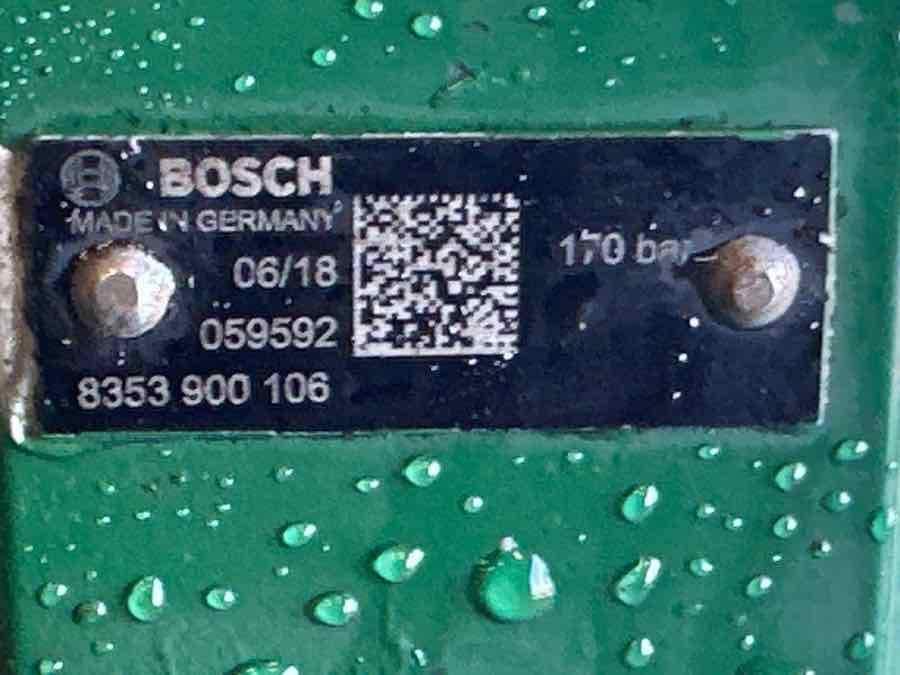 BOSCH
MADE IN GERMANY
06/18
059592
8353 900 106
170 bar